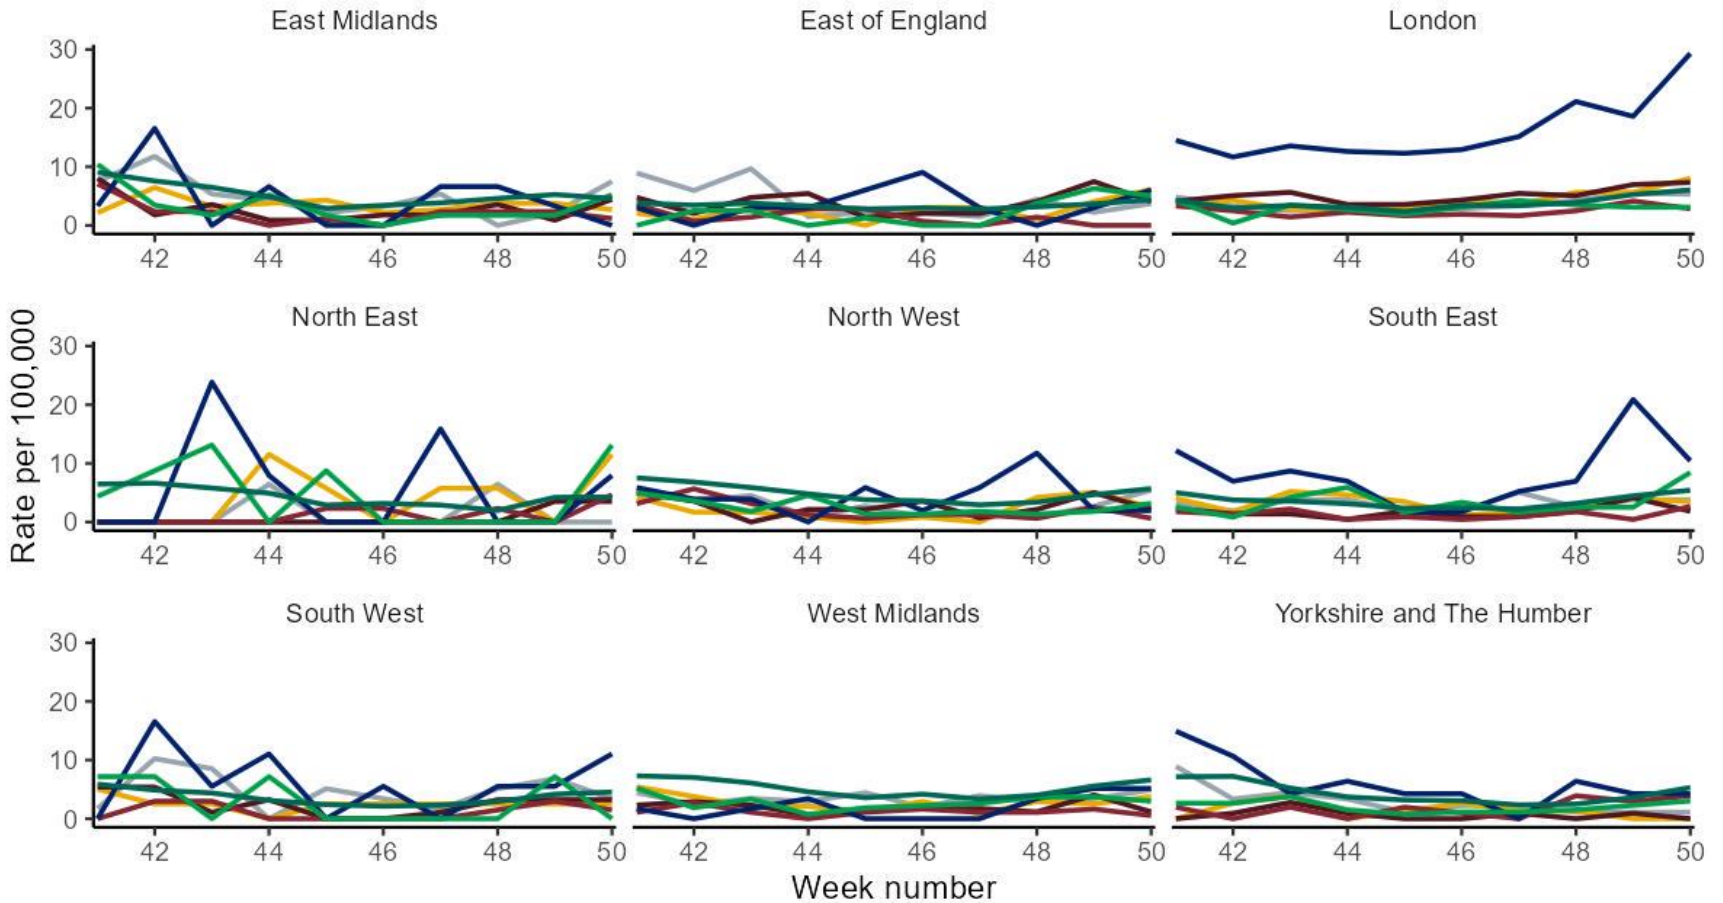 East Midlands East of England London
30
20
10
0
42 44 46 48 50 42 44 46 48 50 42 44 46 48 50
North East North West South East
30
20
10
0
42 44 46 48 50 42 44 46 48 50 42 44 46 48 50
Rate per 100,000
South West West Midlands Yorkshire and The Humber
30
20
10
0
42 44 46 48 50 42 44 46 48 50 42 44 46 48 50
Week number